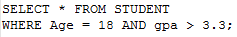 SELECT * FROM STUDENT
WHERE Age = 18 AND gpa > 3.3;